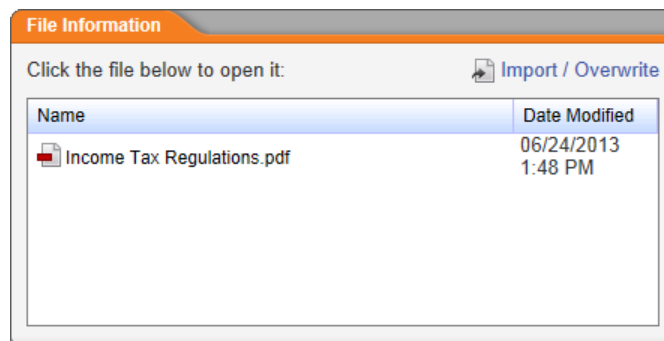 File Information
Click the file below to open it:
Import / Overwrite
Name
Date Modified
Income Tax Regulations.pdf
06/24/2013
1:48 PM